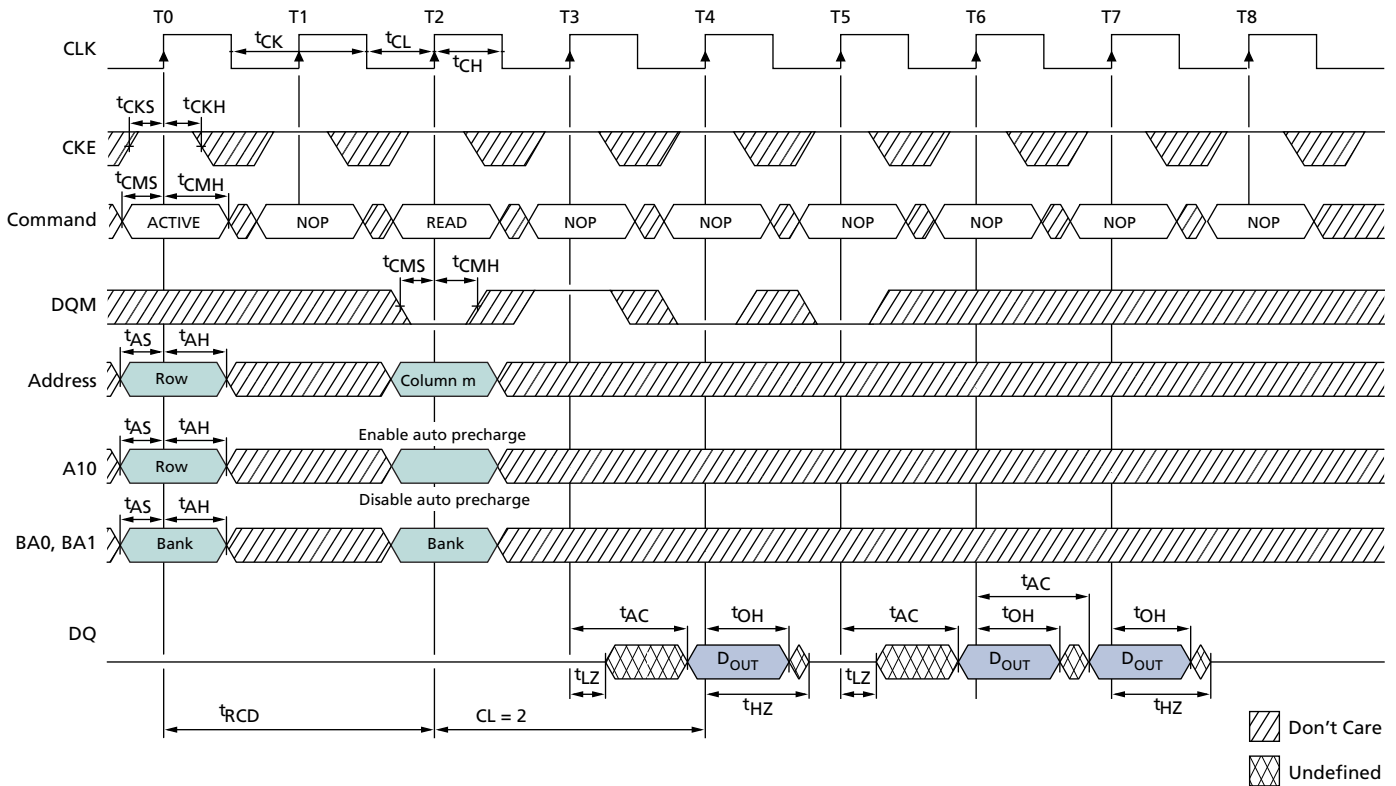 T0 T1 T2 T3 T4 T5 T6 T7 T8
CLK
tCK tCL
tCH
tCKS tCKH
CKE
tCMS tCMH
Command ACTIVE NOP READ NOP NOP NOP NOP NOP NOP
tCMS tCMH
DQM
tAS tAH
Address Row Column m
tAS tAH Enable auto precharge
A10 Row
tAS tAH Disable auto precharge
BA0, BA1 Bank Bank
tAC
tAC tOH tAC tOH tOH
DQ
DOUT DOUT DOUT
tLZ tLZ
tHZ tHZ
tRCD CL = 2
Don't Care
Undefined